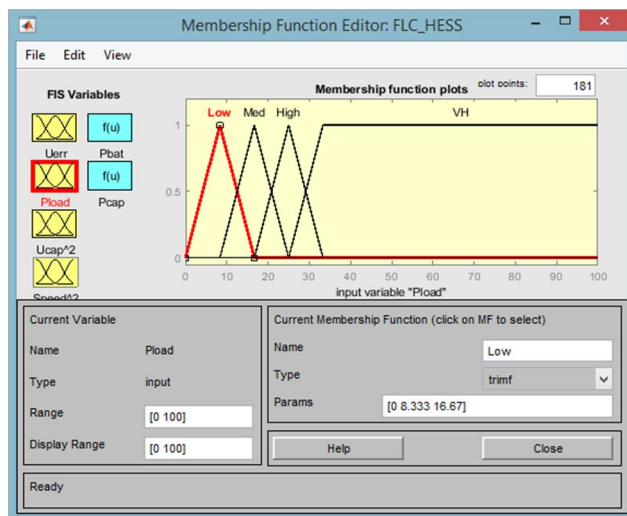 Membership Function Editor: FLC_HESS
File Edit View
FIS Variables
Membership function plots
plot points:
181
f(u)
Uerr
Pbat
f(u)
Pload
Pcap
Ucap^2
Speed^2
Low Med High VH
1
0.5
0
0 10 20 30 40 50 60 70 80 90 100
input variable "Pload"
Current Variable
Name Pload
Type input
Range [0 100]
Display Range [0 100]
Current Membership Function (click on MF to select)
Name Low
Type trimf
Params [0 8.333 16.67]
Help Close
Ready